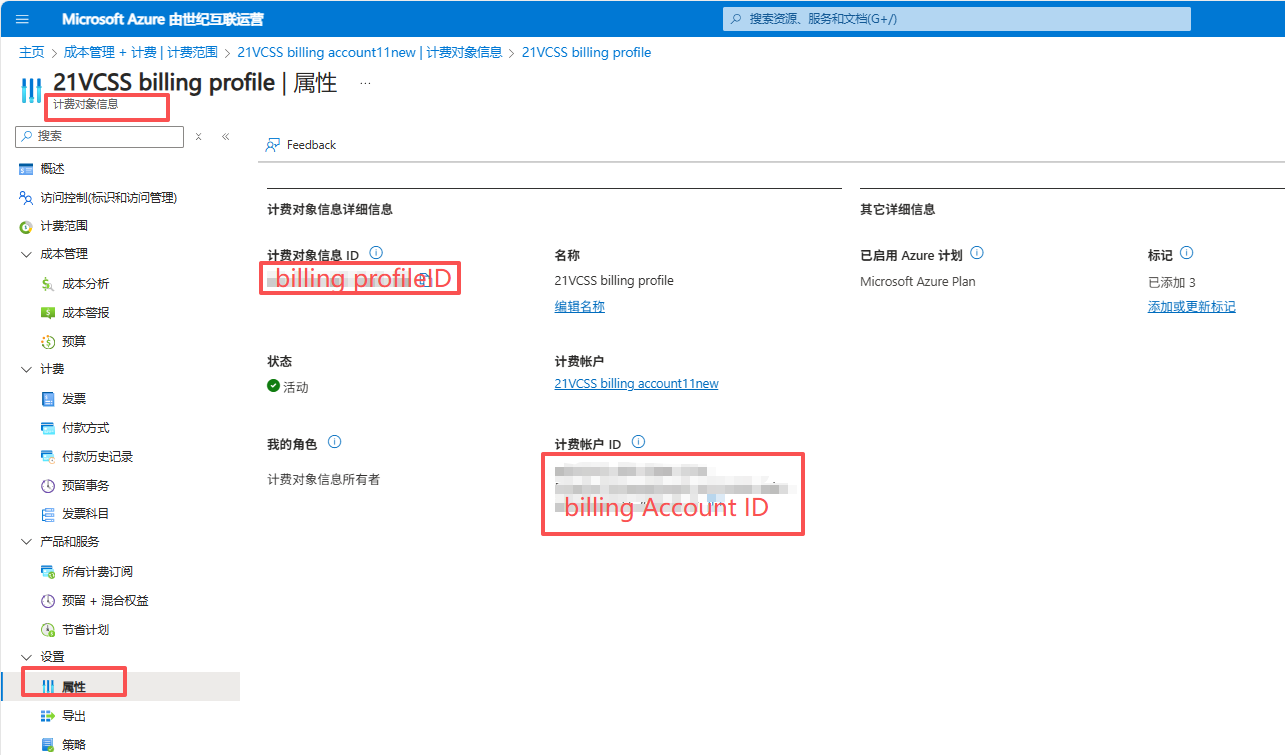 Microsoft Azure 由世纪互联运营
搜索资源、服务和文档(G+/)
主页 > 成本管理 + 计费 | 计费范围 > 21VCSS billing account11new | 计费对象信息 > 21VCSS billing profile
21VCSS billing profile | 属性 ...
计费对象信息
搜索
Feedback
概述
访问控制(标识和访问管理)
计费范围
成本管理
成本分析
成本警报
预算
计费
发票
付款方式
付款历史记录
预留事务
发票科目
产品和服务
所有计费订阅
预留 + 混合权益
节省计划
设置
属性
导出
策略
计费对象信息详细信息
计费对象信息 ID
billing profileID
名称
21VCSS billing profile
编辑名称
状态
活动
计费帐户
21VCSS billing account11new
我的角色
计费对象信息所有者
计费帐户 ID
billing Account ID
其它详细信息
已启用 Azure 计划
Microsoft Azure Plan
标记
已添加 3
添加或更新标记